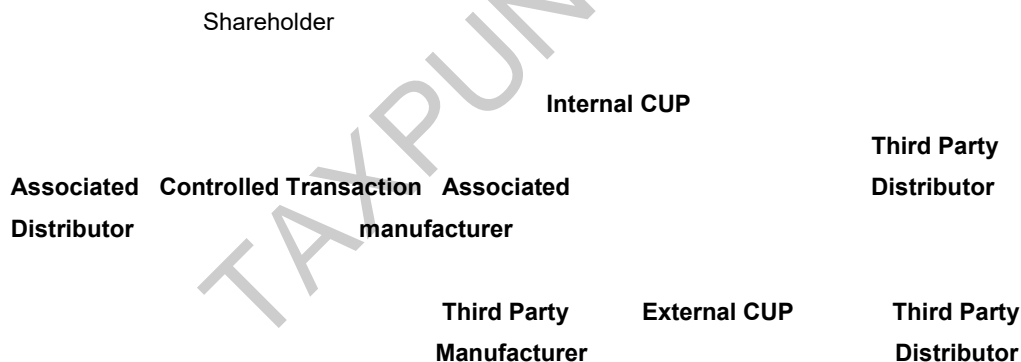 Shareholder
Internal CUP
Third Party
Associated Controlled Transaction Associated Distributor
Distributor manufacturer
Third Party External CUP Third Party
Manufacturer Distributor
TAXPUN